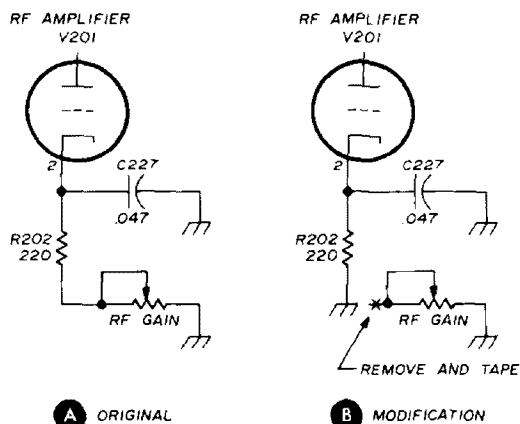 RF AMPLIFIER
V201
2
C227
.047
R202
220
RF GAIN
A ORIGINAL
RF AMPLIFIER
V201
2
C227
.047
R202
220
RF GAIN
REMOVE AND TAPE
B MODIFICATION